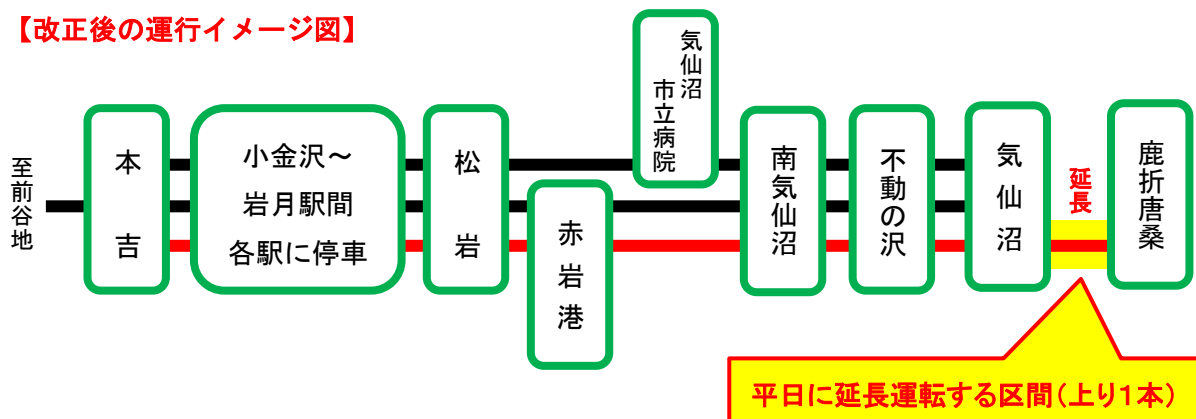 【改正後の運行イメージ図】
至前谷地
本吉
小金沢～
岩月駅間
各駅に停車
松岩
赤岩港
気仙沼
市立病院
南気仙沼
不動の沢
気仙沼
延長
鹿折唐桑
平日に延長運転する区間（上り１本）